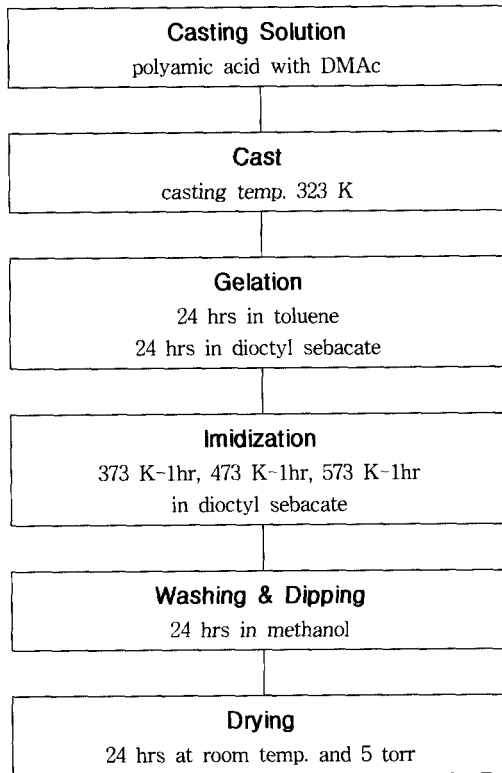 Casting Solution
polyamic acid with DMAc
Cast
casting temp. 323 K
Gelation
24 hrs in toluene
24 hrs in dioctyl sebacate
Imidization
373 K-1hr, 473 K-1hr, 573 K-1hr
in dioctyl sebacate
Washing & Dipping
24 hrs in methanol
Drying
24 hrs at room temp. and 5 torr